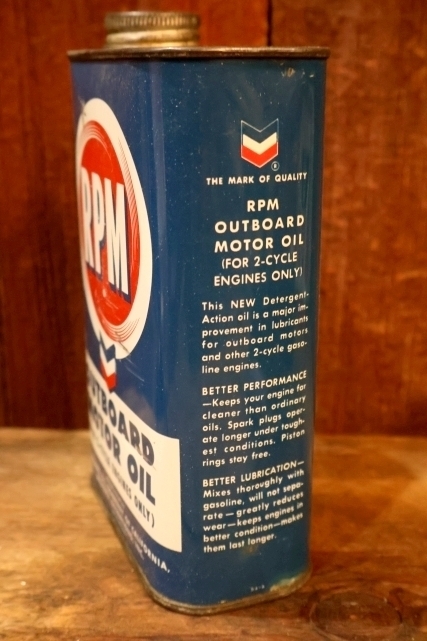 RPM
OUTBOARD
MOTOR OIL
ONLY)
THE MARK OF QUALITY
RPM
OUTBOARD
MOTOR OIL
(FOR 2-CYCLE
ENGINES ONLY)
This NEW Detergent-
Action oil is a major im-
provement in lubricants
for outboard motors
and other 2-cycle gaso-
line engines.
BETTER PERFORMANCE
—Keeps your engine far
cleaner than ordinary
oils. Spark plugs oper-
ate longer under tough-
est conditions. Piston
rings stay free.
BETTER LUBRICATION—
Mixes thoroughly with
gasoline, will not sepa-
rate—greatly reduces
wear—keeps engines in
better condition—makes
them last longer.